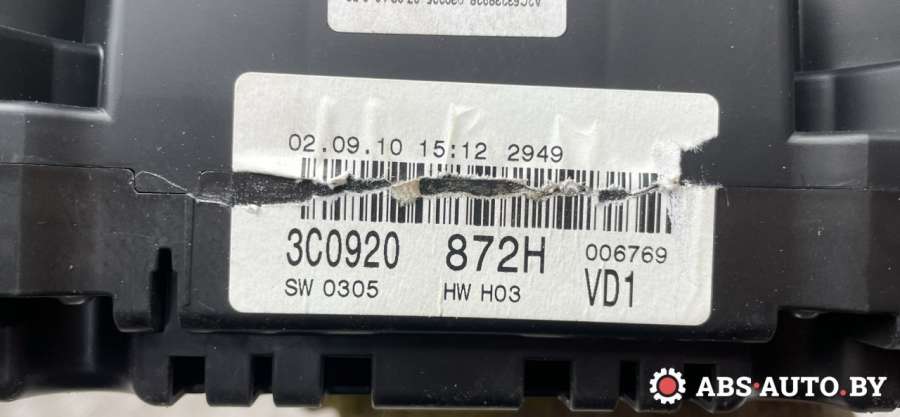 02.09.10 15:12 2949
3C0920 872H 006769
SW 0305 HW H03 VD1
ABS-AUTO.BY